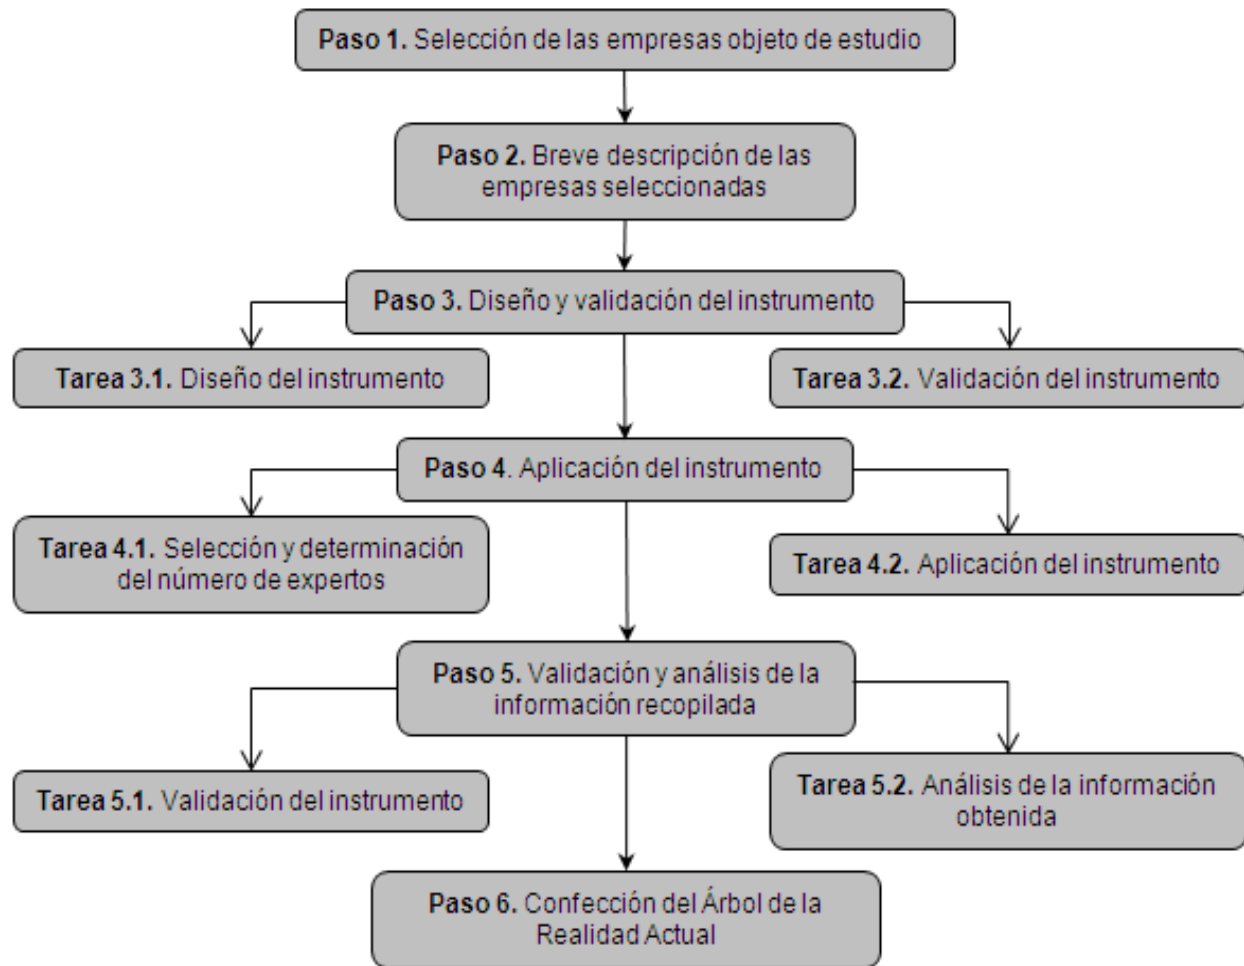 Paso 1. Selección de las empresas objeto de estudio
Paso 2. Breve descripción de las
empresas seleccionadas
Paso 3. Diseño y validación del instrumento
Tarea 3.1. Diseño del instrumento
Tarea 3.2. Validación del instrumento
Paso 4. Aplicación del instrumento
Tarea 4.1. Selección y determinación
del número de expertos
Tarea 4.2. Aplicación del instrumento
Paso 5. Validación y análisis de la
información recopilada
Tarea 5.1. Validación del instrumento
Tarea 5.2. Análisis de la información
obtenida
Paso 6. Confección del Árbol de la
Realidad Actual